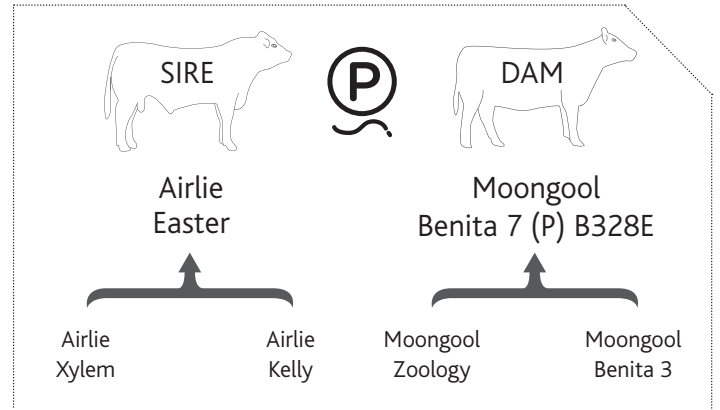 SIRE
P
DAM
Airlie
Easter
Moongool
Benita 7 (P) B328E
Airlie
Xylem
Airlie
Kelly
Moongool
Zoology
Moongool
Benita 3